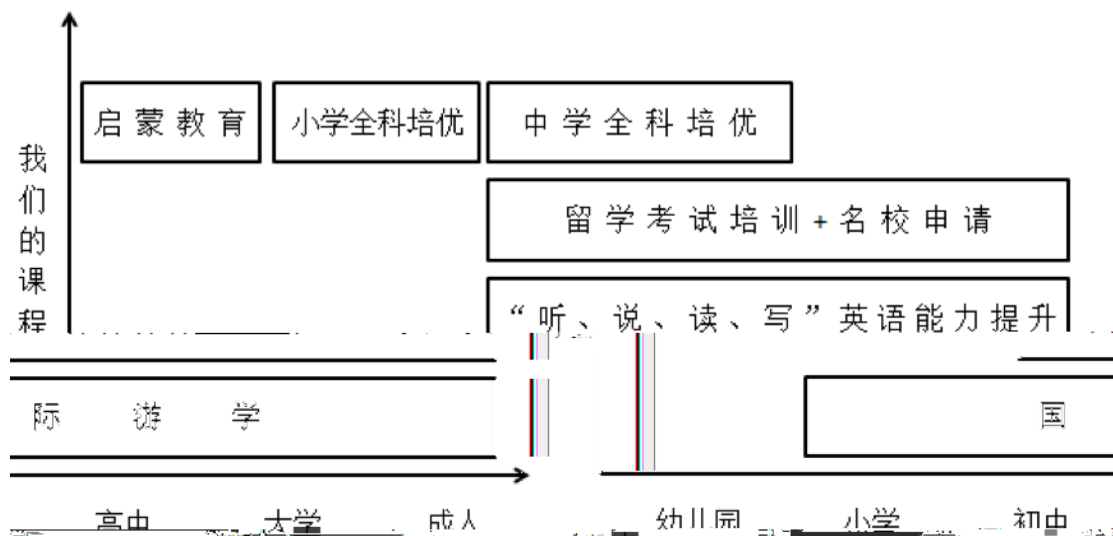 启蒙教育 小学全科培优 中学全科培优
我们的课程
留学考试培训+名校申请
“听、说、读、写”英语能力提升
际游学 国
高中 大学 成人 幼儿园 小学 初中